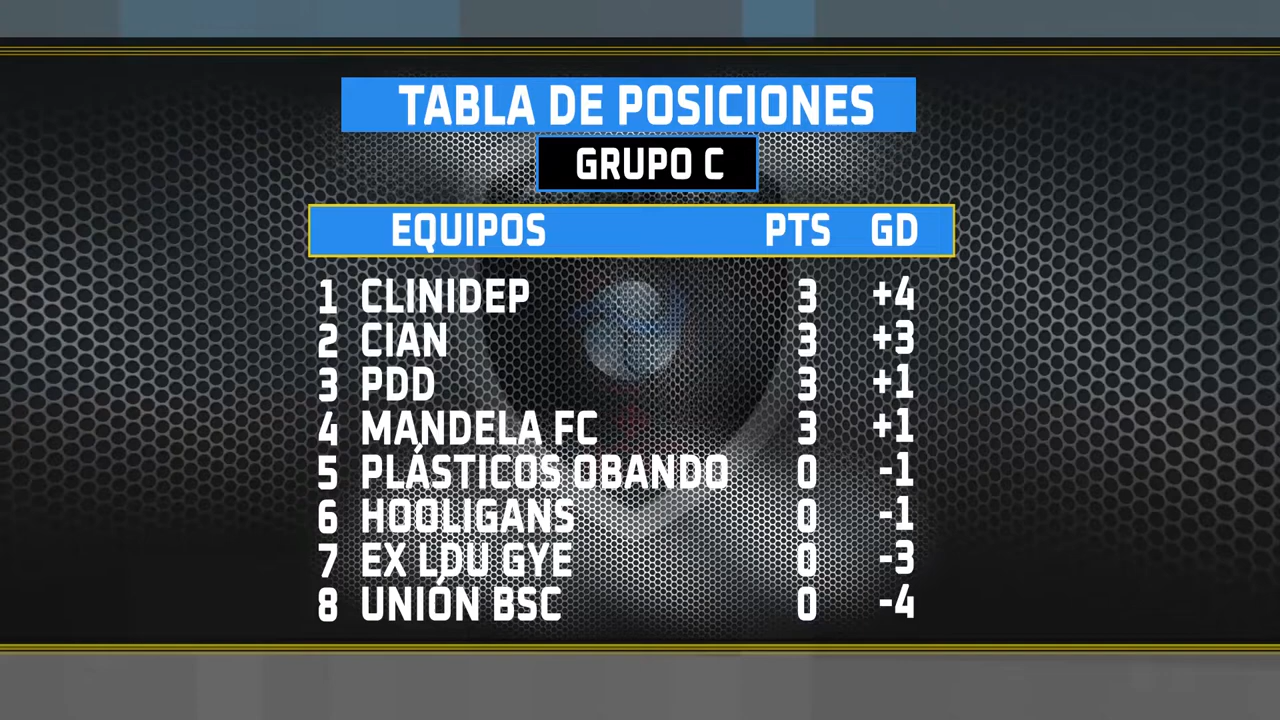 TABLA DE POSICIONES
GRUPO C
EQUIPOS PTS GD
1 CLINIDEP 3 +4
2 CIAN 3 +3
3 PDD 3 +1
4 MANDELA FC 3 +1
5 PLÁSTICOS OBANDO 0 -1
6 HOOLIGANS 0 -1
7 EX LDU GYE 0 -3
8 UNIÓN BSC 0 -4